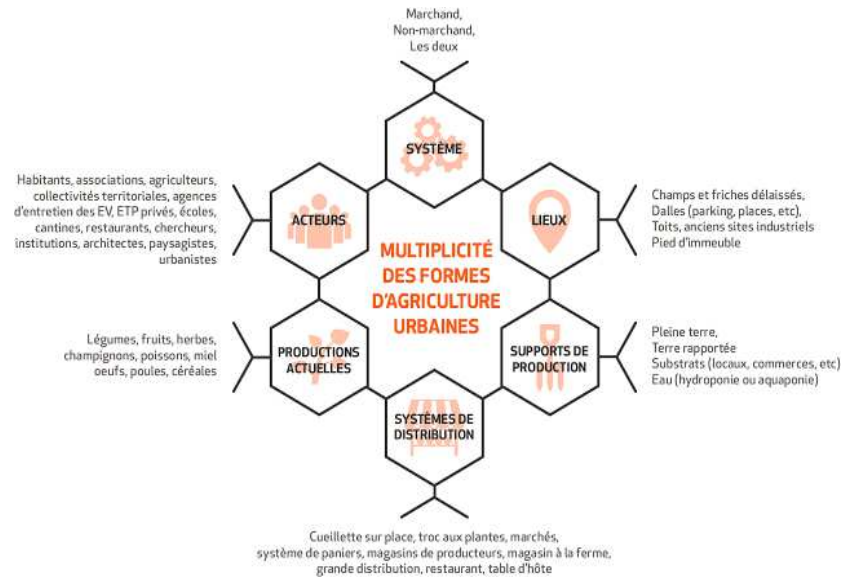 Marchand,
Non-marchand,
Les deux
SYSTÈME
Habitants, associations, agriculteurs,
collectivités territoriales, agences
d'entretien des EV, ETP privés, écoles,
cantines, restaurants, chercheurs,
institutions, architectes, paysagistes,
urbanistes
ACTEURS
LIEUX
Champs et friches délaissés,
Dalles (parking, places, etc),
Toits, anciens sites industriels
Pied d'immeuble
MULTIPLICITÉ
DES FORMES
D'AGRICULTURE
URBAINES
Légumes, fruits, herbes,
champignons, poissons, miel
oeufs, poules, céréales
PRODUCTIONS
ACTUELLES
SUPPORTS DE
PRODUCTION
Pleine terre,
Terre rapportée
Substrats (locaux, commerces, etc)
Eau (hydroponie ou aquaponie)
SYSTÈMES DE
DISTRIBUTION
Cueillette sur place, troc aux plantes, marchés,
système de paniers, magasins de producteurs, magasin à la ferme,
grande distribution, restaurant, table d'hôte